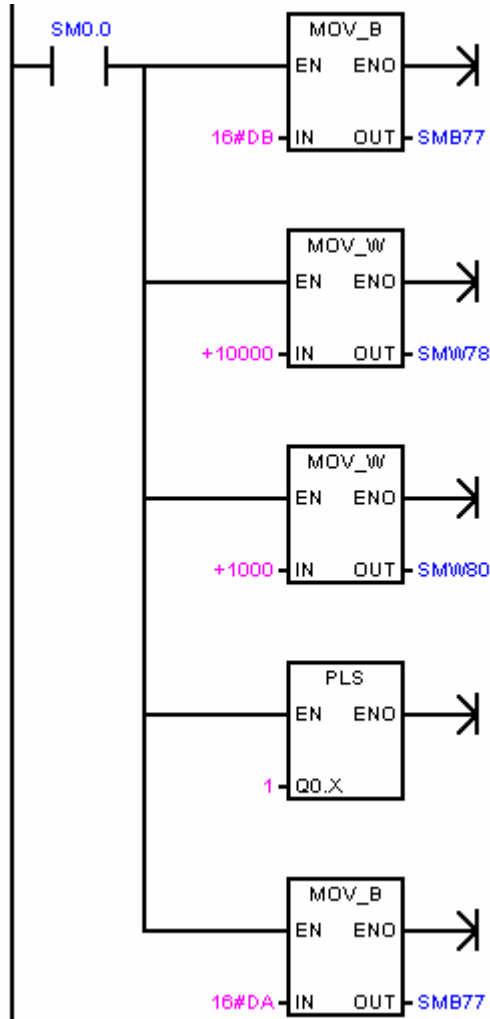 SM0.0
MOV_B
EN ENO
16#DB IN OUT SMB77
MOV_W
EN ENO
+10000 IN OUT SMW78
MOV_W
EN ENO
+1000 IN OUT SMW80
PLS
EN ENO
1 Q0.X
MOV_B
EN ENO
16#DA IN OUT SMB77